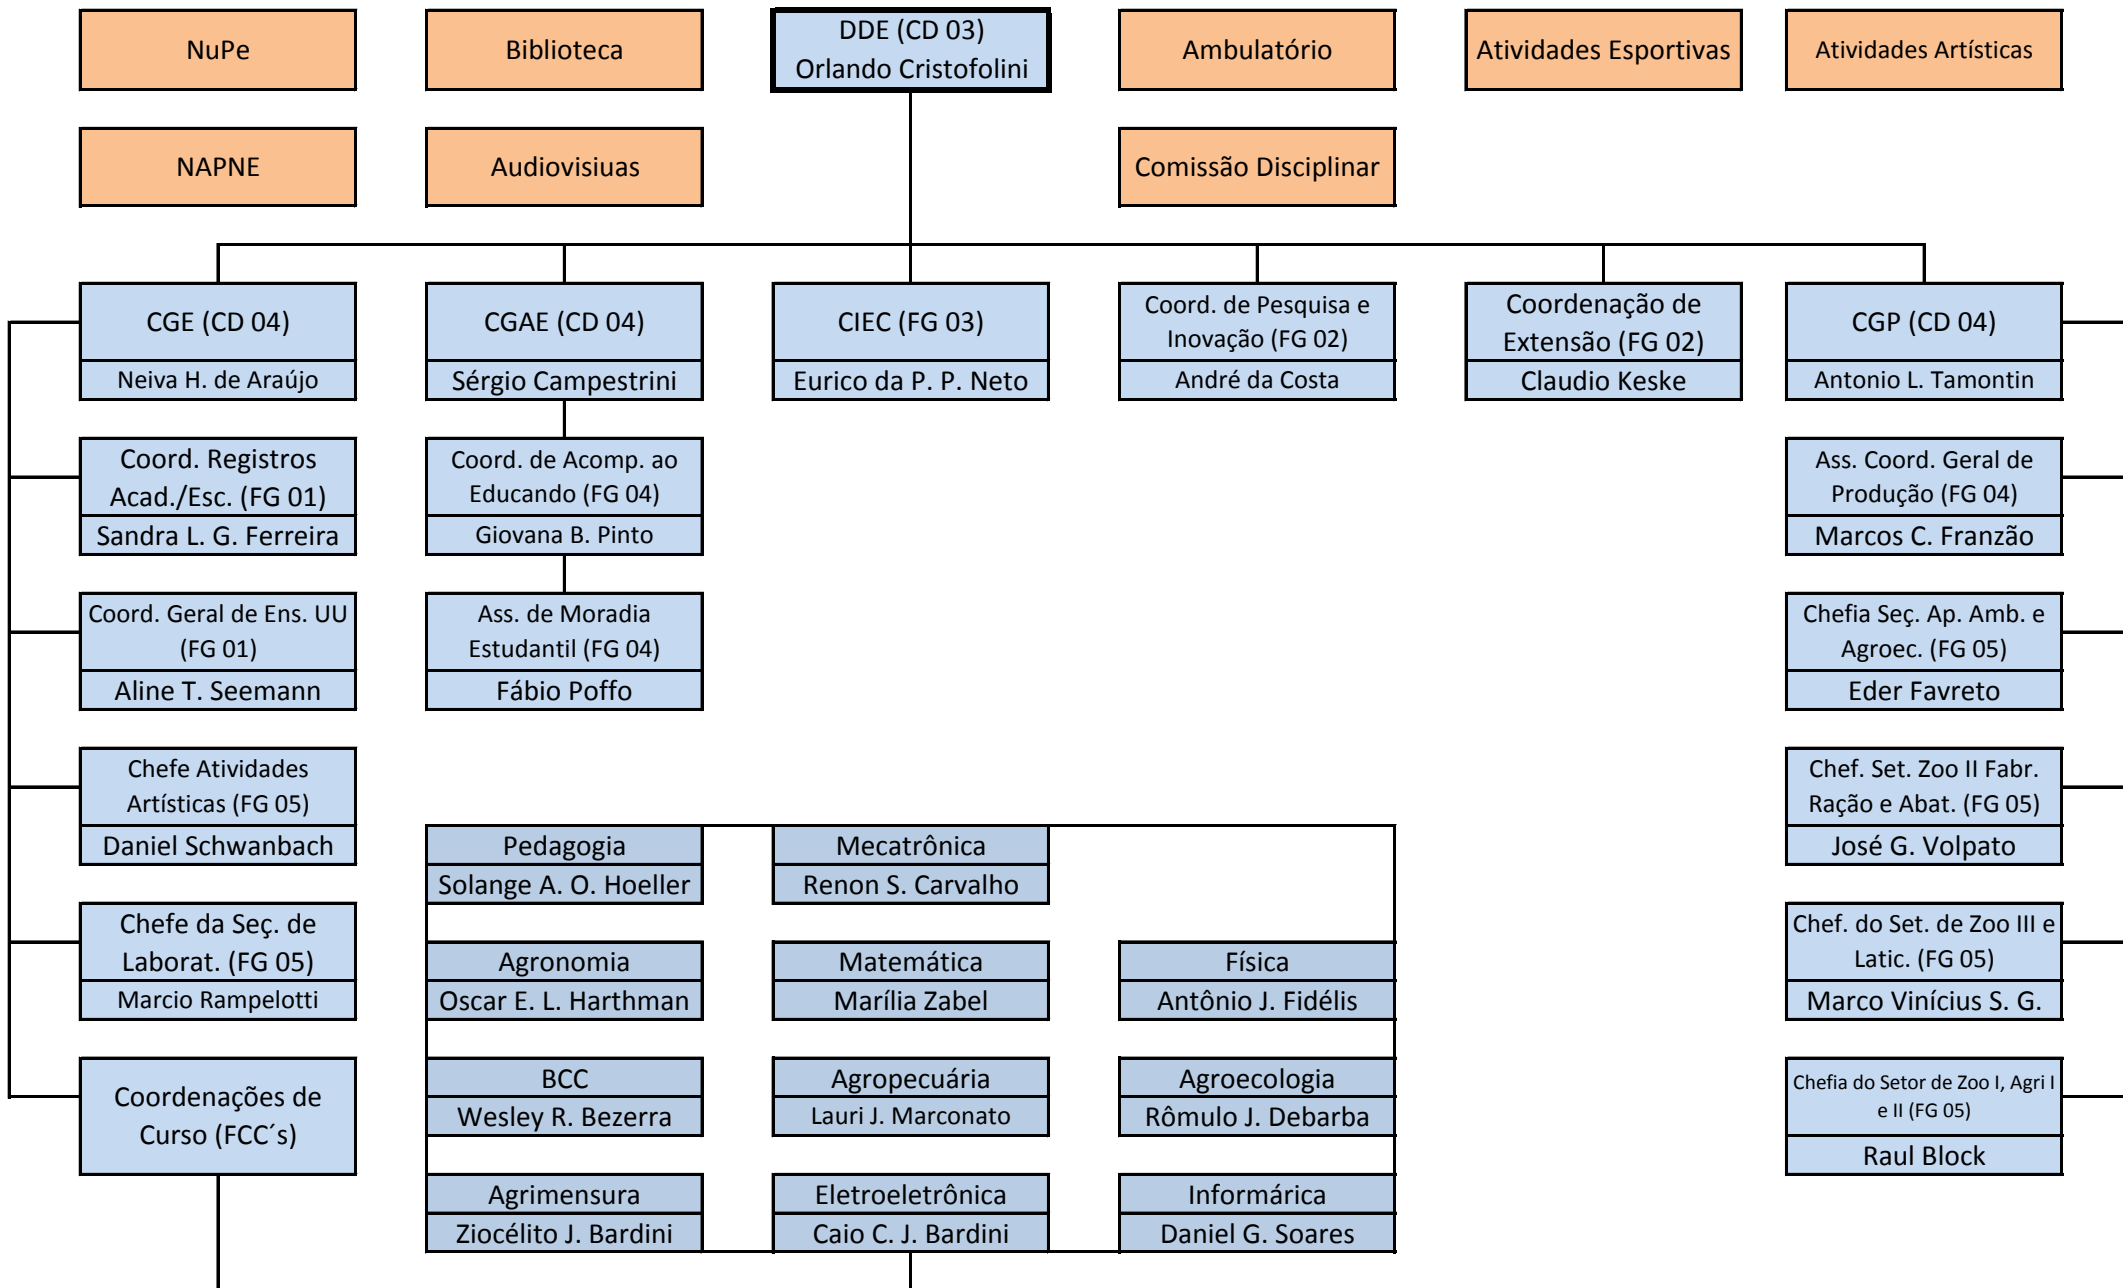 NuPe
Biblioteca
DDE (CD 03)
Orlando Cristofolini
Ambulatório
Atividades Esportivas
Atividades Artísticas
NAPNE
Audiovisiuas
Comissão Disciplinar
CGE (CD 04)
Neiva H. de Araújo
CGAE (CD 04)
Sérgio Campestrini
CIEC (FG 03)
Eurico da P. P. Neto
Coord. de Pesquisa e
Inovação (FG 02)
André da Costa
Coordenação de
Extensão (FG 02)
Claudio Keske
CGP (CD 04)
Antonio L. Tamontin
Coord. Registros
Acad./Esc. (FG 01)
Sandra L. G. Ferreira
Coord. de Acomp. ao
Educando (FG 04)
Giovana B. Pinto
Ass. Coord. Geral de
Produção (FG 04)
Marcos C. Franzão
Coord. Geral de Ens. UU
(FG 01)
Aline T. Seemann
Ass. de Moradia
Estudantil (FG 04)
Fábio Poffo
Chefia Seç. Ap. Amb. e
Agroec. (FG 05)
Eder Favreto
Chefe Atividades
Artísticas (FG 05)
Daniel Schwanbach
Chef. Set. Zoo II Fabr.
Ração e Abat. (FG 05)
José G. Volpato
Pedagogia
Solange A. O. Hoeller
Mecatrônica
Renon S. Carvalho
Chefe da Seç. de
Laborat. (FG 05)
Marcio Rampelotti
Agronomia
Oscar E. L. Harthman
Matemática
Marília Zabel
Física
Antônio J. Fidélis
Chef. do Set. de Zoo III e
Latic. (FG 05)
Marco Vinícius S. G.
Coordenações de
Curso (FCC´s)
BCC
Wesley R. Bezerra
Agropecuária
Lauri J. Marconato
Agroecologia
Rômulo J. Debarba
Chefia do Setor de Zoo I, Agri I
e II (FG 05)
Raul Block
Agrimensura
Ziocélito J. Bardini
Eletroeletrônica
Caio C. J. Bardini
Informárica
Daniel G. Soares